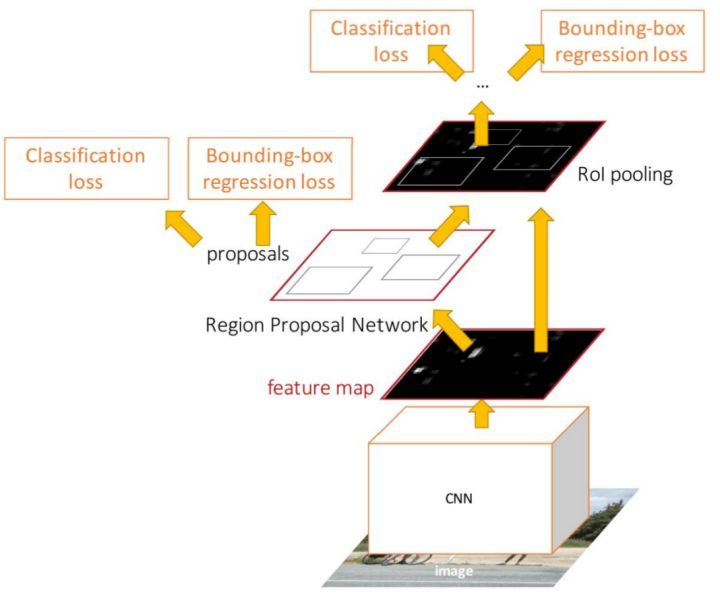 Classification
loss
Bounding-box
regression loss
...
Classification
loss
Bounding-box
regression loss
RoI pooling
proposals
Region Proposal Network
feature map
CNN
image